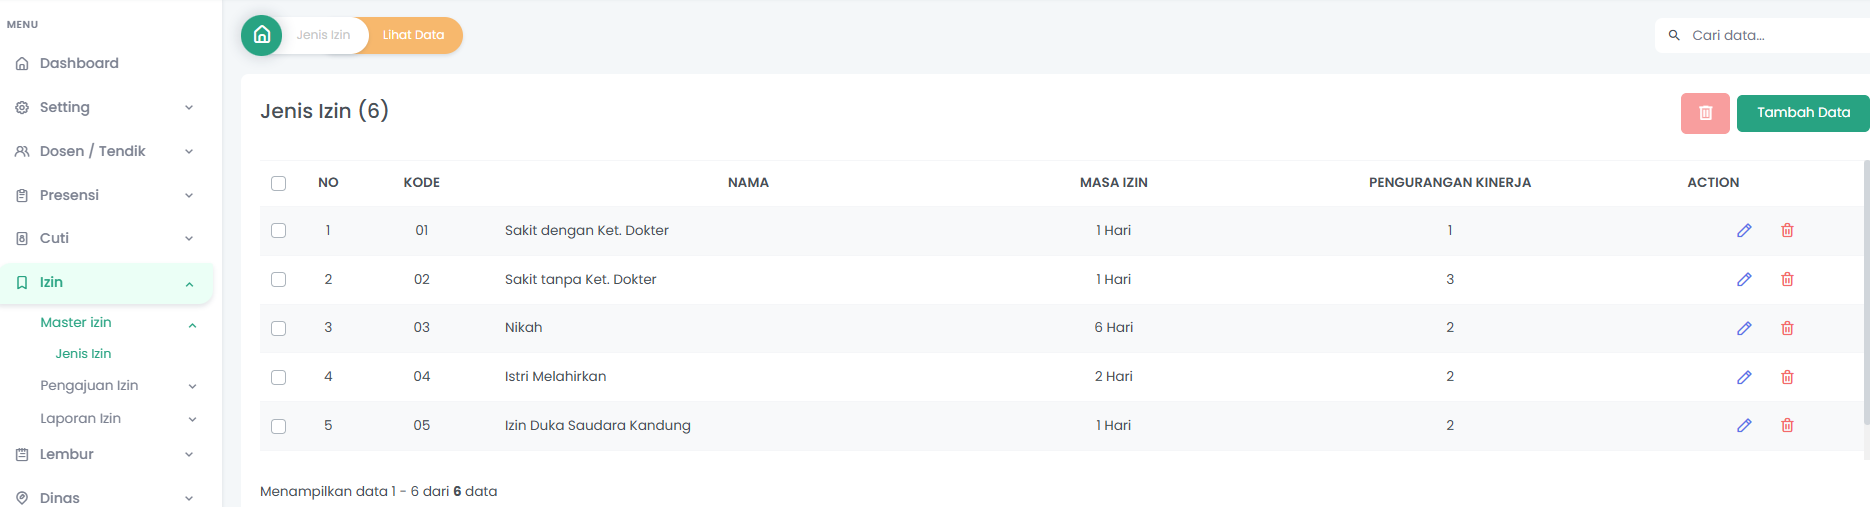 MENU
Dashboard
Setting
Dosen / Tendik
Presensi
Cuti
Izin
Master izin
Jenis Izin
Pengajuan Izin
Laporan Izin
Lembur
Dinas
Jenis Izin
Lihat Data
Cari data...
Jenis Izin (6)
Tambah Data
NO KODE NAMA MASA IZIN PENGURANGAN KINERJA ACTION
1 01 Sakit dengan Ket. Dokter 1 Hari 1
2 02 Sakit tanpa Ket. Dokter 1 Hari 3
3 03 Nikah 6 Hari 2
4 04 Istri Melahirkan 2 Hari 2
5 05 Izin Duka Saudara Kandung 1 Hari 2
Menampilkan data 1 - 6 dari 6 data